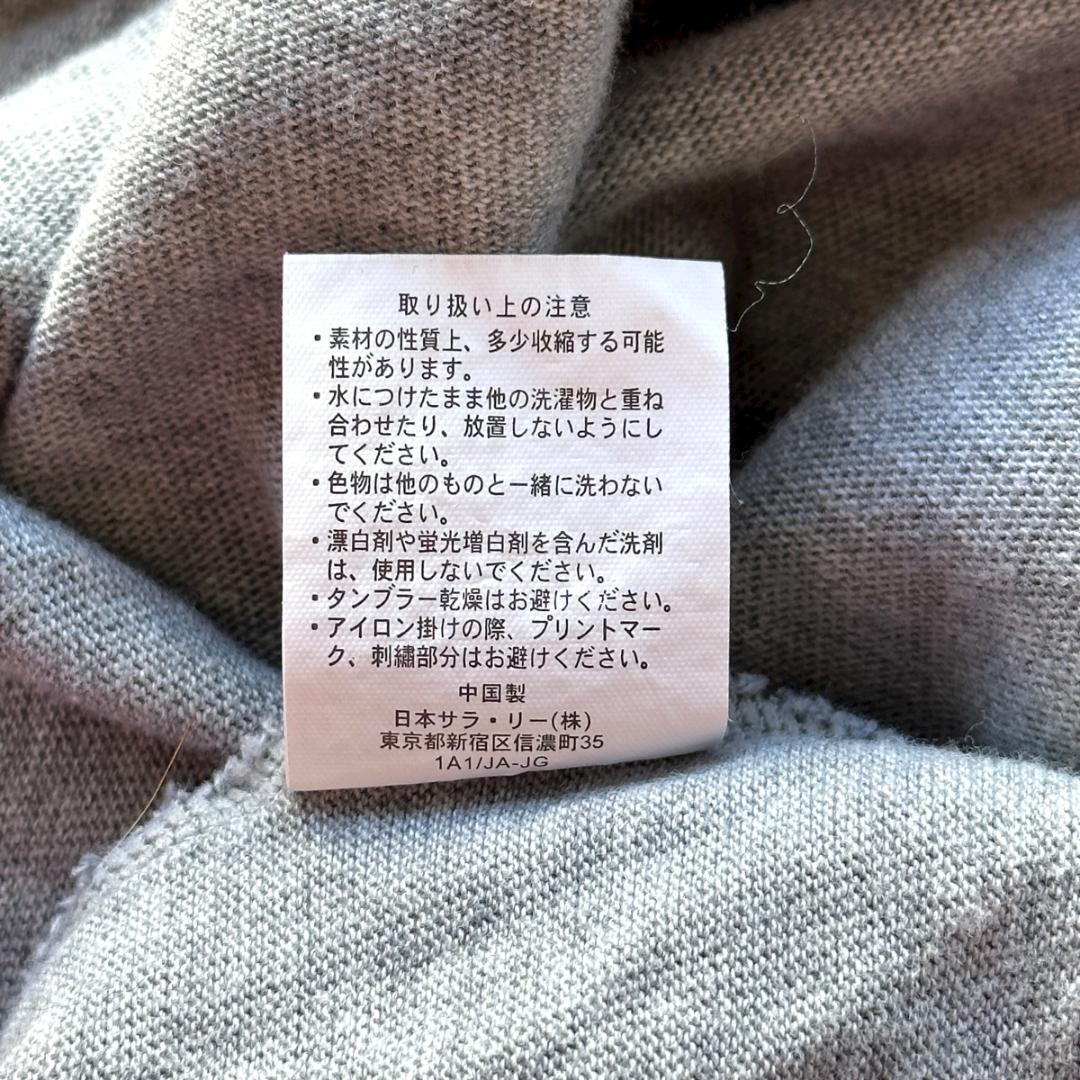 取り扱い上の注意
・素材の性質上、多少収縮する可能
性があります。
・水につけたまま他の洗濯物と重ね
合わせたり、放置しないようにし
てください。
・色物は他のものと一緒に洗わない
でください。
・漂白剤や蛍光増白剤を含んだ洗剤
は、使用しないでください。
・タンブラー乾燥はお避けください。
・アイロン掛けの際、プリントマー
ク、刺繡部分はお避けください。
中国製
日本サラ・リー(株)
東京都新宿区信濃町35
1A1/JA-JG